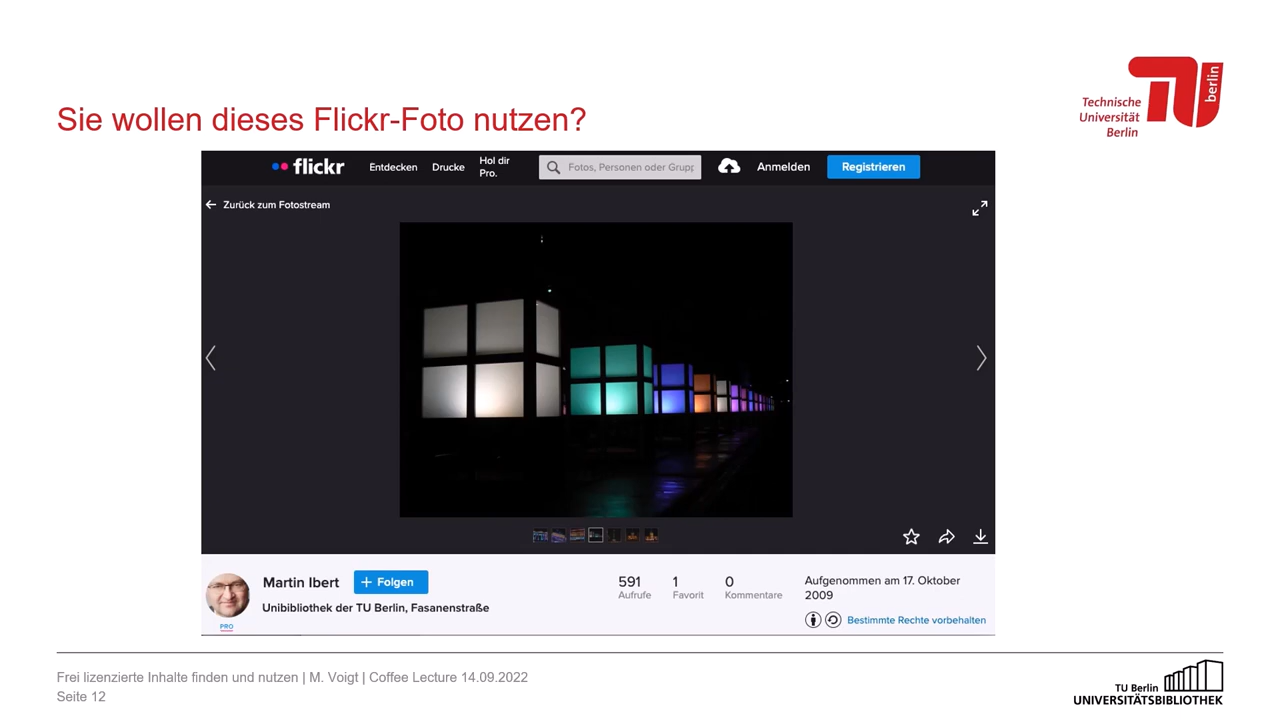 Technische
Universität
Berlin
berlin
Sie wollen dieses Flickr-Foto nutzen?
flickr
Entdecken
Drucke
Hol dir
Pro.
Fotos, Personen oder Grupp
Anmelden
Registrieren
Zurück zum Fotostream
Martin Ibert
+ Folgen
Unibibliothek der TU Berlin, Fasanenstraße
PRO
591
Aufrufe
1
Favorit
0
Kommentare
Aufgenommen am 17. Oktober
2009
Bestimmte Rechte vorbehalten
Frei lizenzierte Inhalte finden und nutzen | M. Voigt | Coffee Lecture 14.09.2022
Seite 12
TU Berlin
UNIVERSITÄTSBIBLIOTHEK